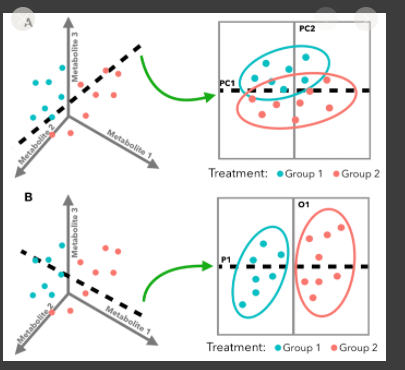 A
Metabolite 3
Metabolite 2
Metabolite 1
PC2
PC1
Treatment: Group 1 Group 2
B
Metabolite 3
Metabolite 2
Metabolite 1
O1
P1
Treatment: Group 1 Group 2